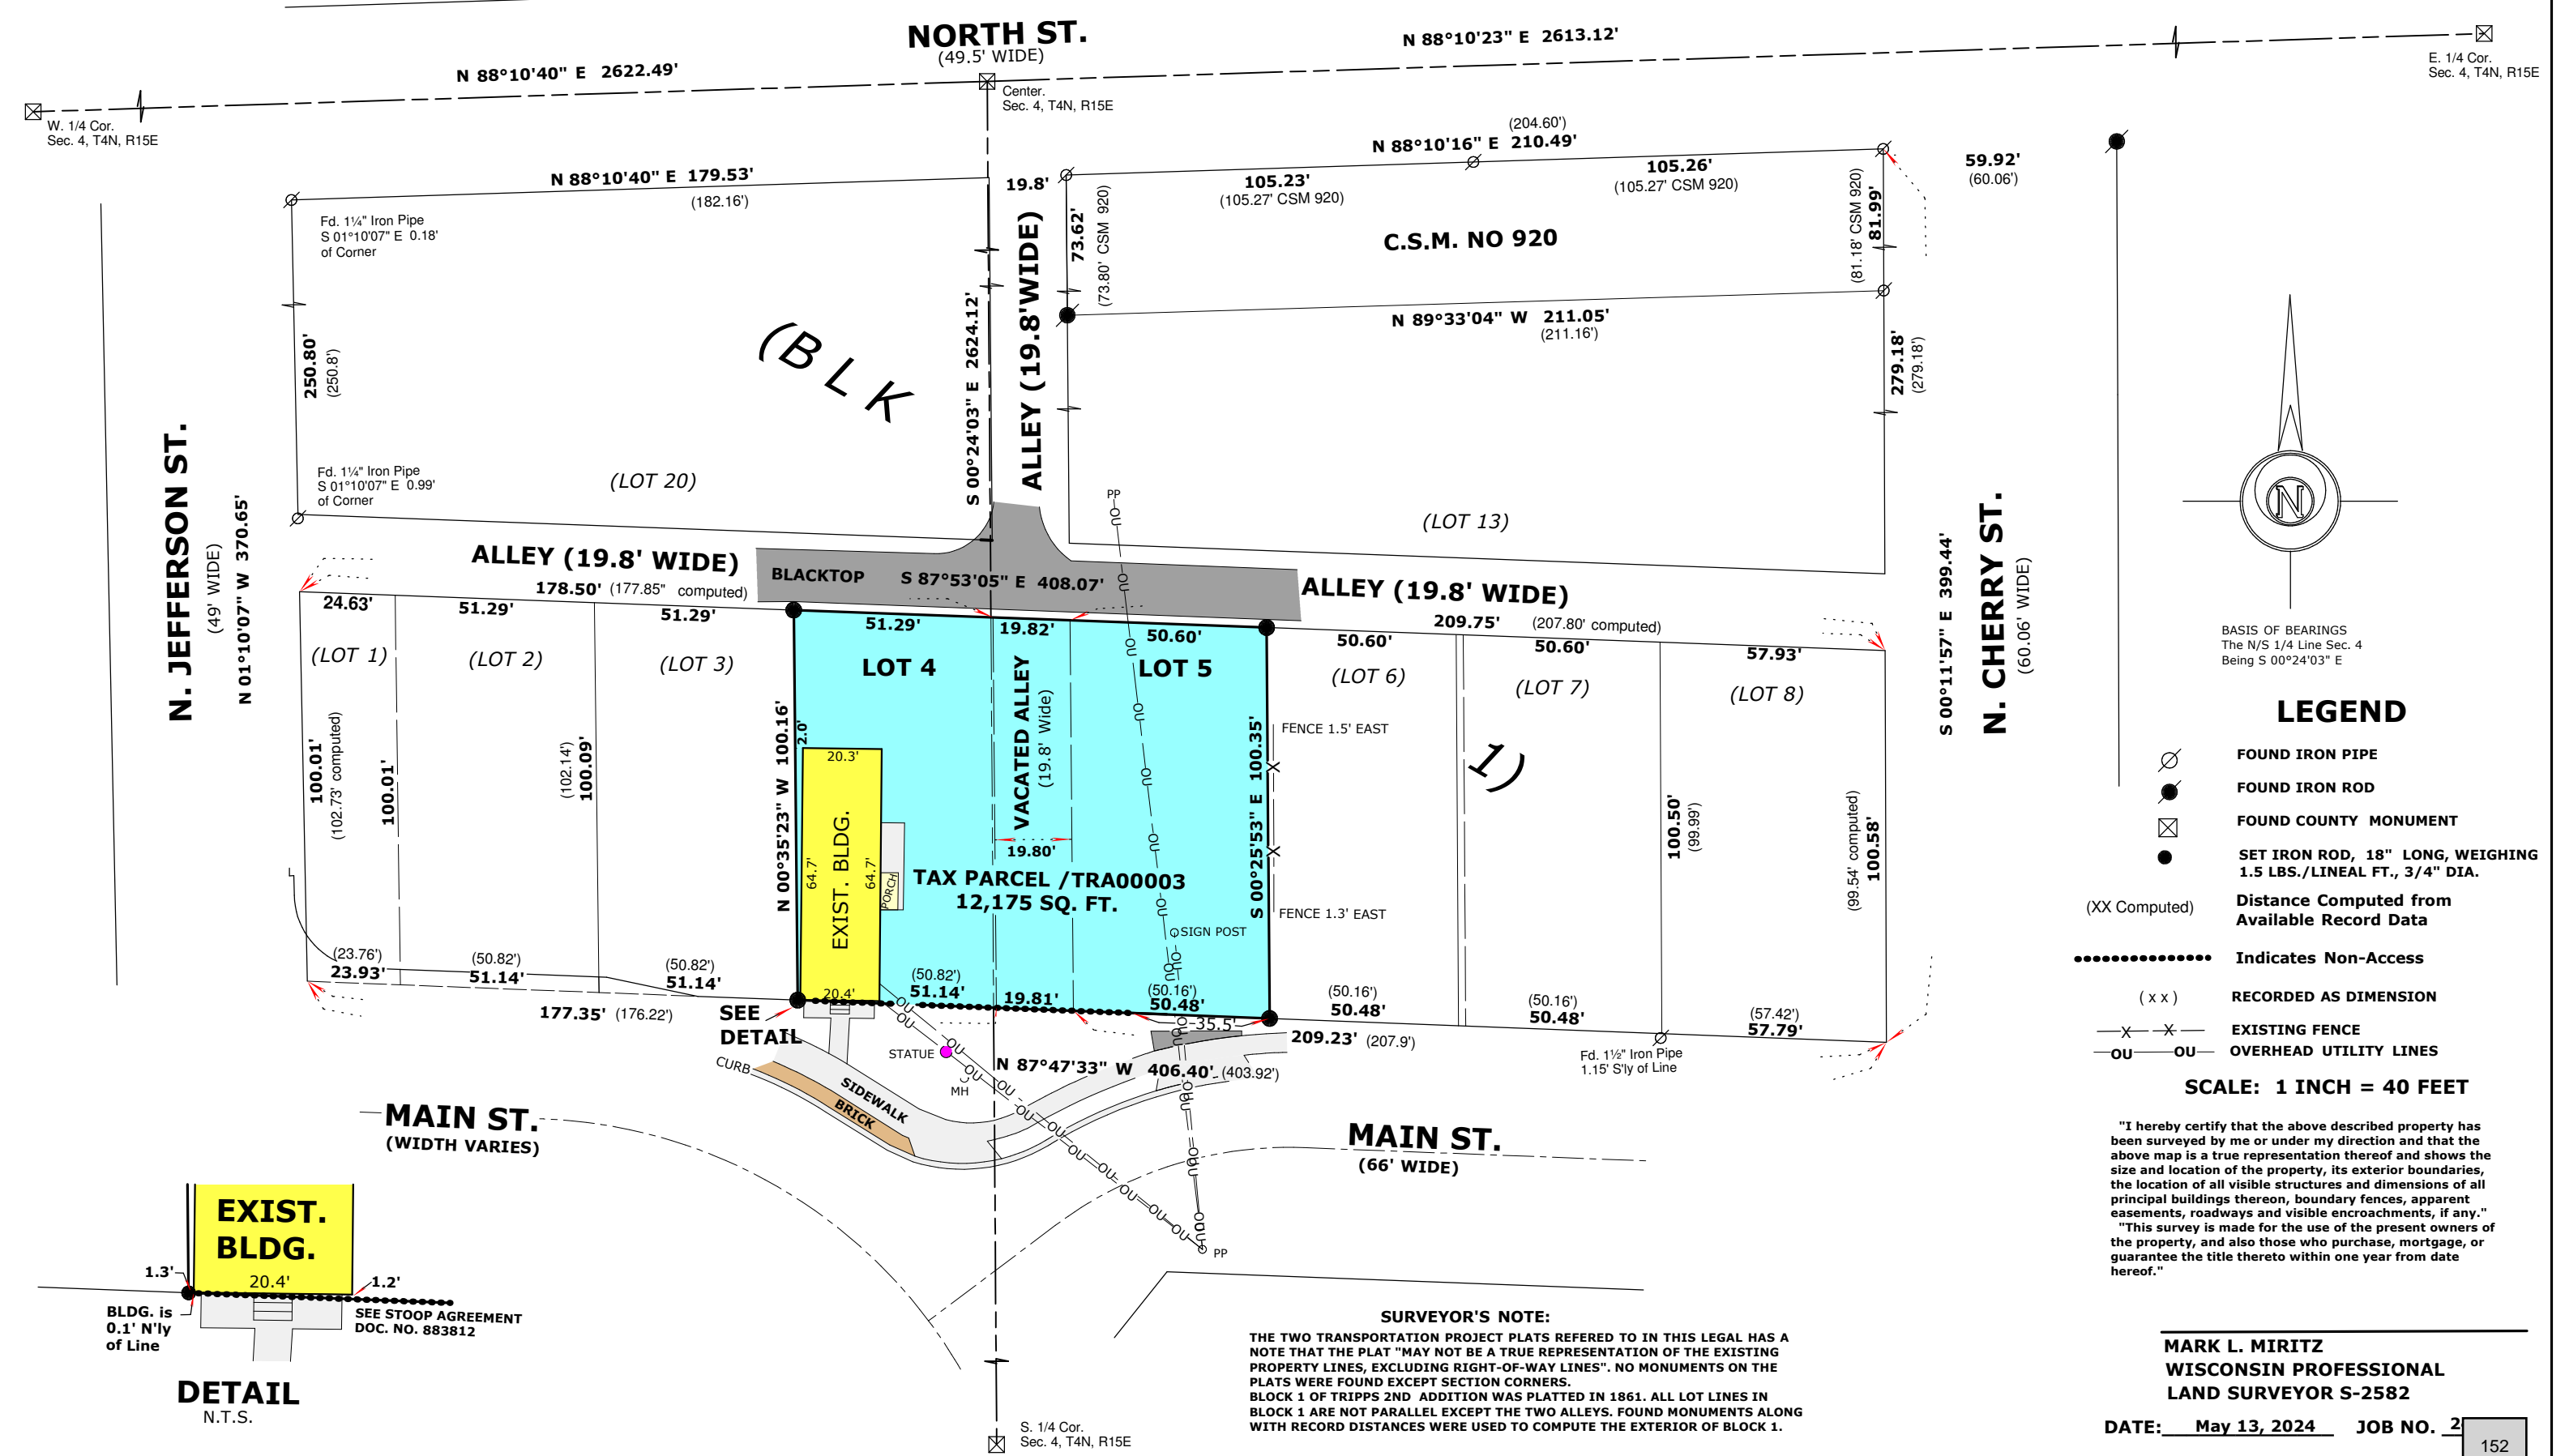 NORTH ST.
(49.5' WIDE)
N 88°10'40" E 2622.49'
N 88°10'23" E 2613.12'
W. 1/4 Cor.
Sec. 4, T4N, R15E
Center.
Sec. 4, T4N, R15E
E. 1/4 Cor.
Sec. 4, T4N, R15E
N 88°10'40" E 179.53'
(182.16')
19.8'
(204.60')
N 88°10'16" E 210.49'
105.23'
(105.27' CSM 920)
105.26'
(105.27' CSM 920)
59.92'
(60.06')
Fd. 1¼" Iron Pipe
S 01°10'07" E 0.18'
of Corner
73.62'
(73.80' CSM 920)
C.S.M. NO 920
(81.18' CSM 920)
81.99'
N 89°33'04" W 211.05'
(211.16')
250.80'
(250.8')
(BLK
S 00°24'03" E 2624.12'
ALLEY (19.8'WIDE)
279.18'
(279.18')
Fd. 1¼" Iron Pipe
S 01°10'07" E 0.99'
of Corner
(LOT 20)
PP
(LOT 13)
N. JEFFERSON ST.
(49' WIDE)
N 01°10'07" W 370.65'
N. CHERRY ST.
(60.06' WIDE)
S 00°11'57" E 399.44'
N
BASIS OF BEARINGS
The N/S 1/4 Line Sec. 4
Being S 00°24'03" E
ALLEY (19.8' WIDE)
BLACKTOP
S 87°53'05" E 408.07'
ALLEY (19.8' WIDE)
178.50' (177.85" computed)
209.75' (207.80' computed)
24.63'
51.29'
51.29'
51.29'
19.82'
50.60'
50.60'
50.60'
57.93'
(LOT 1)
(LOT 2)
(LOT 3)
LOT 4
VACATED ALLEY
(19.8' Wide)
LOT 5
(LOT 6)
(LOT 7)
(LOT 8)
100.01'
(102.73' computed)
100.01'
(102.14')
100.09'
N 00°35'23" W 100.16'
2.0'
20.3'
EXIST. BLDG.
64.7'
64.7'
PORCH
20.4'
19.80'
TAX PARCEL /TRA00003
12,175 SQ. FT.
S 00°25'53" E 100.35'
FENCE 1.5' EAST
FENCE 1.3' EAST
1)
100.50'
(99.99')
(99.54' computed)
100.58'
OU OU OU OU OU OU OU OU OU OU
SIGN POST
(23.76')
23.93'
(50.82')
51.14'
(50.82')
51.14'
(50.82')
51.14'
19.81'
(50.16')
50.48'
35.5'
(50.16')
50.48'
(50.16')
50.48'
(57.42')
57.79'
177.35' (176.22')
SEE
DETAIL
209.23' (207.9')
N 87°47'33" W 406.40' (403.92')
Fd. 1½" Iron Pipe
1.15' S'ly of Line
STATUE
MH
CURB
SIDEWALK
BRICK
OU OU OU OU OU OU OU OU OU OU OU
PP
MAIN ST.
(WIDTH VARIES)
MAIN ST.
(66' WIDE)
LEGEND
FOUND IRON PIPE
FOUND IRON ROD
FOUND COUNTY MONUMENT
SET IRON ROD, 18" LONG, WEIGHING
1.5 LBS./LINEAL FT., 3/4" DIA.
(XX Computed) Distance Computed from
Available Record Data
Indicates Non-Access
(xx) RECORDED AS DIMENSION
X X EXISTING FENCE
OU OU OVERHEAD UTILITY LINES
SCALE: 1 INCH = 40 FEET
"I hereby certify that the above described property has
been surveyed by me or under my direction and that the
above map is a true representation thereof and shows the
size and location of the property, its exterior boundaries,
the location of all visible structures and dimensions of all
principal buildings thereon, boundary fences, apparent
easements, roadways and visible encroachments, if any."
"This survey is made for the use of the present owners of
the property, and also those who purchase, mortgage, or
guarantee the title thereto within one year from date
hereof."
EXIST.
BLDG.
1.3'
20.4'
1.2'
BLDG. is
0.1' N'ly
of Line
SEE STOOP AGREEMENT
DOC. NO. 883812
DETAIL
N.T.S.
S. 1/4 Cor.
Sec. 4, T4N, R15E
SURVEYOR'S NOTE:
THE TWO TRANSPORTATION PROJECT PLATS REFERED TO IN THIS LEGAL HAS A
NOTE THAT THE PLAT "MAY NOT BE A TRUE REPRESENTATION OF THE EXISTING
PROPERTY LINES, EXCLUDING RIGHT-OF-WAY LINES". NO MONUMENTS ON THE
PLATS WERE FOUND EXCEPT SECTION CORNERS.
BLOCK 1 OF TRIPPS 2ND ADDITION WAS PLATTED IN 1861. ALL LOT LINES IN
BLOCK 1 ARE NOT PARALLEL EXCEPT THE TWO ALLEYS. FOUND MONUMENTS ALONG
WITH RECORD DISTANCES WERE USED TO COMPUTE THE EXTERIOR OF BLOCK 1.
MARK L. MIRITZ
WISCONSIN PROFESSIONAL
LAND SURVEYOR S-2582
DATE: May 13, 2024 JOB NO.
152